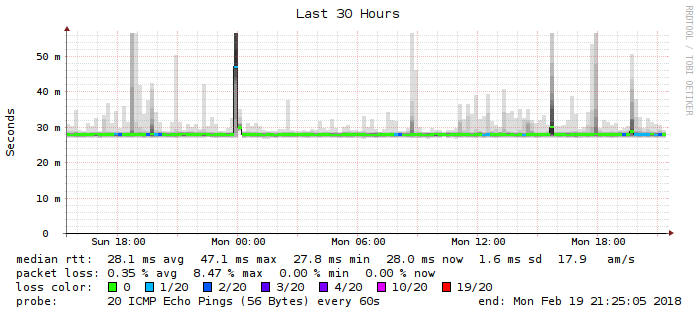 Last 30 Hours
RRDTOOL / TOBI OETIKER
Seconds
50 m
40 m
30 m
20 m
10 m
0
Sun 18:00 Mon 00:00 Mon 06:00 Mon 12:00 Mon 18:00
median rtt: 28.1 ms avg 47.1 ms max 27.8 ms min 28.0 ms now 1.6 ms sd 17.9 am/s
packet loss: 0.35 % avg 8.47 % max 0.00 % min 0.00 % now
loss color: 0 1/20 2/20 3/20 4/20 10/20 19/20
probe: 20 ICMP Echo Pings (56 Bytes) every 60s end: Mon Feb 19 21:25:05 2018